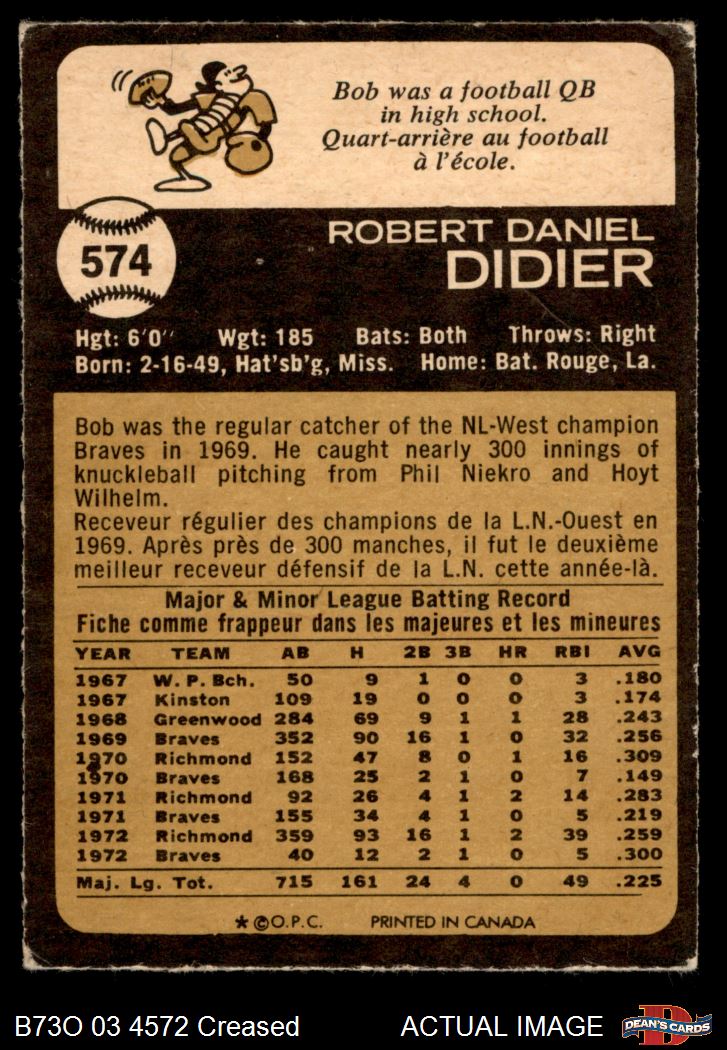 Bob was a football QB
in high school.
Quart-arrière au football
à l'école.
574
ROBERT DANIEL
DIDIER
Hgt: 6'0'' Wgt: 185 Bats: Both Throws: Right
Born: 2-16-49, Hat'sb'g, Miss. Home: Bat. Rouge, La.
Bob was the regular catcher of the NL-West champion
Braves in 1969. He caught nearly 300 innings of
knuckleball pitching from Phil Niekro and Hoyt
Wilhelm.
Receveur régulier des champions de la L.N.-Ouest en
1969. Après près de 300 manches, il fut le deuxième
meilleur receveur défensif de la L.N. cette année-là.
Major & Minor League Batting Record
Fiche comme frappeur dans les majeures et les mineures
YEAR TEAM AB H 2B 3B HR RBI AVG
1967 W. P. Bch. 50 9 1 0 0 3 .180
1967 Kinston 109 19 0 0 0 3 .174
1968 Greenwood 284 69 9 1 1 28 .243
1969 Braves 352 90 16 1 0 32 .256
1970 Richmond 152 47 8 0 1 16 .309
1970 Braves 168 25 2 1 0 7 .149
1971 Richmond 92 26 4 1 2 14 .283
1971 Braves 155 34 4 1 0 5 .219
1972 Richmond 359 93 16 1 2 39 .259
1972 Braves 40 12 2 1 0 5 .300
Maj. Lg. Tot. 715 161 24 4 0 49 .225
★ ©O.P.C. PRINTED IN CANADA
B73O 03 4572 Creased ACTUAL IMAGE
D
DEAN'S CARDS